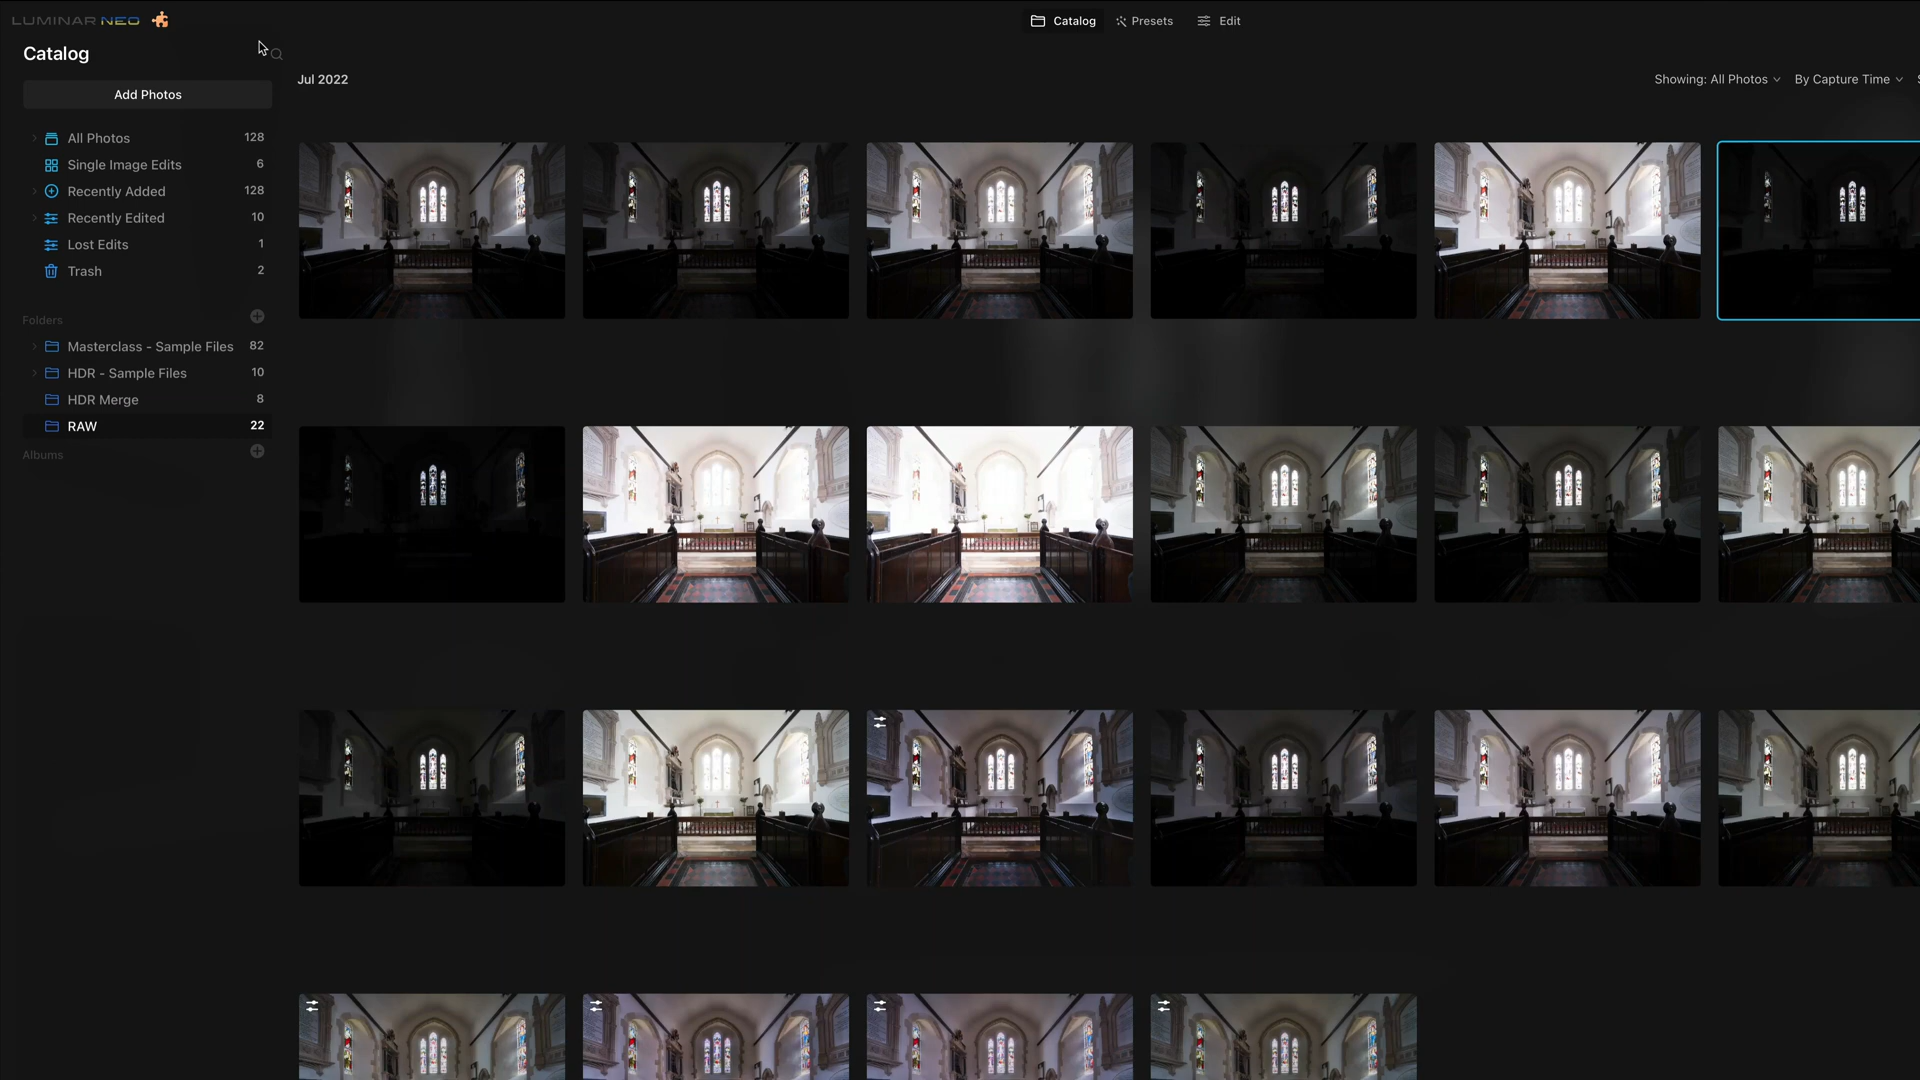 LUMINAR NEO
Catalog
Presets
Edit
Catalog
Add Photos
Jul 2022
Showing: All Photos
By Capture Time
All Photos 128
Single Image Edits 6
Recently Added 128
Recently Edited 10
Lost Edits 1
Trash 2
Folders
Masterclass - Sample Files 82
HDR - Sample Files 10
HDR Merge 8
RAW 22
Albums